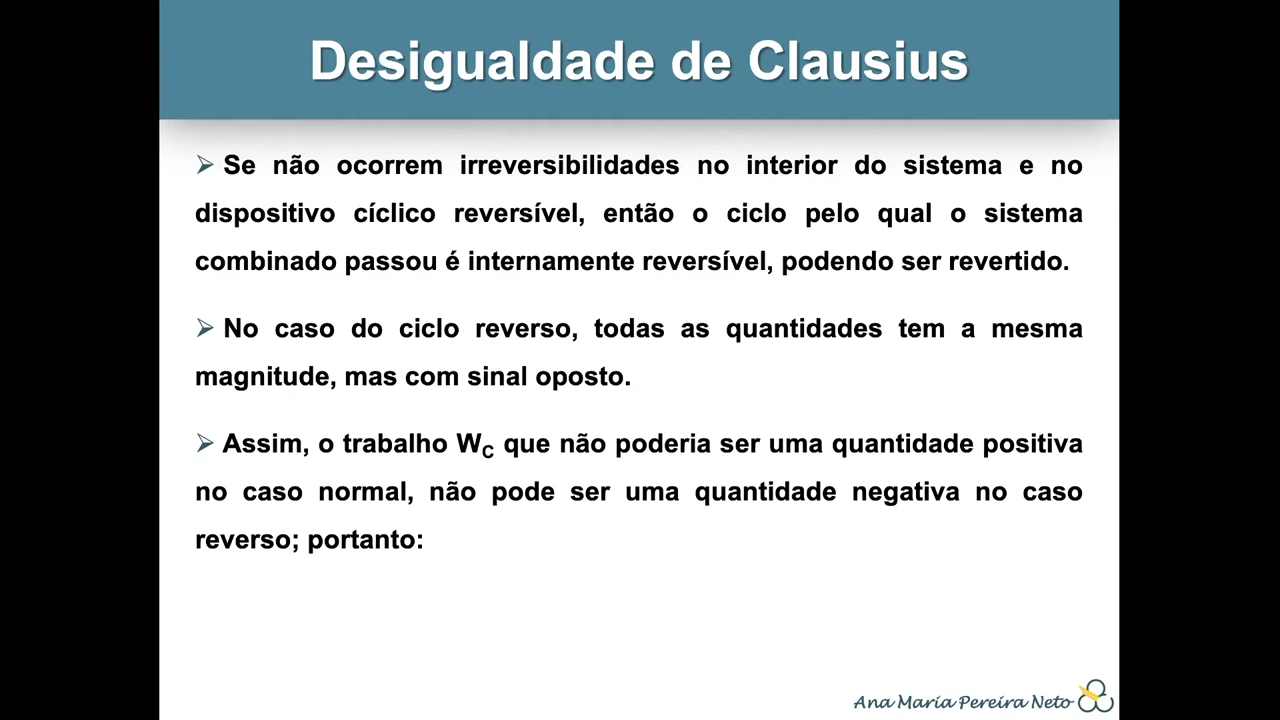 Desigualdade de Clausius
➢ Se não ocorrem irreversibilidades no interior do sistema e no
dispositivo cíclico reversível, então o ciclo pelo qual o sistema
combinado passou é internamente reversível, podendo ser revertido.
➢ No caso do ciclo reverso, todas as quantidades tem a mesma
magnitude, mas com sinal oposto.
➢ Assim, o trabalho WC que não poderia ser uma quantidade positiva
no caso normal, não pode ser uma quantidade negativa no caso
reverso; portanto:
Ana Maria Pereira Neto